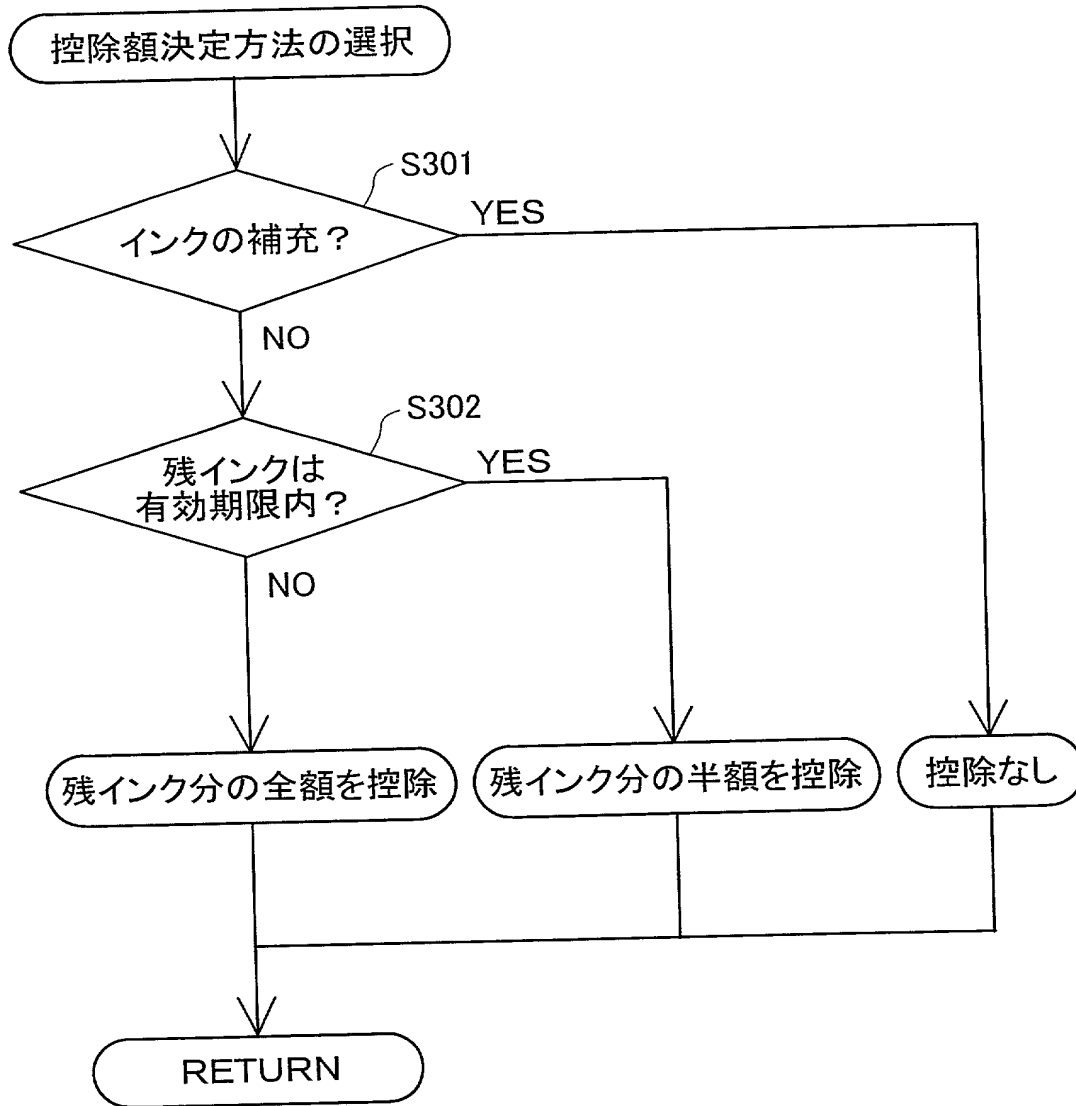 控除額決定方法の選択
S301
インクの補充？
YES
NO
S302
残インクは
有効期限内？
YES
NO
残インク分の全額を控除
残インク分の半額を控除
控除なし
RETURN